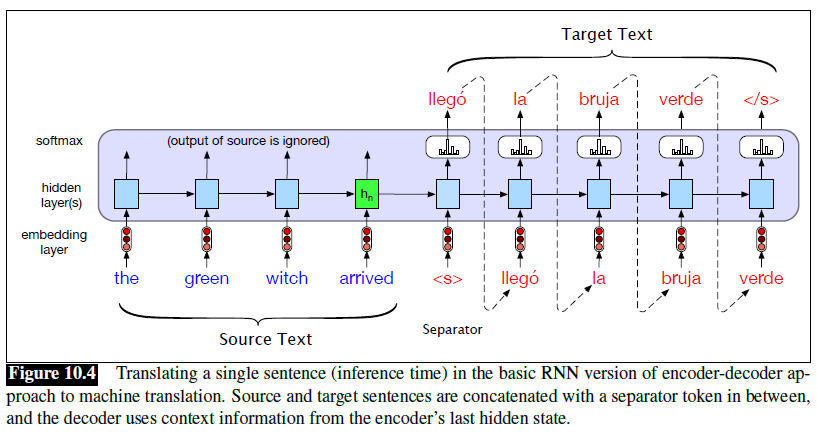 Target Text
llegó la bruja verde </s>
softmax (output of source is ignored)
hidden
layer(s)
hn
embedding
layer
the green witch arrived <s> llegó la bruja verde
Separator
Source Text
Figure 10.4 Translating a single sentence (inference time) in the basic RNN version of encoder-decoder ap-
proach to machine translation. Source and target sentences are concatenated with a separator token in between,
and the decoder uses context information from the encoder's last hidden state.